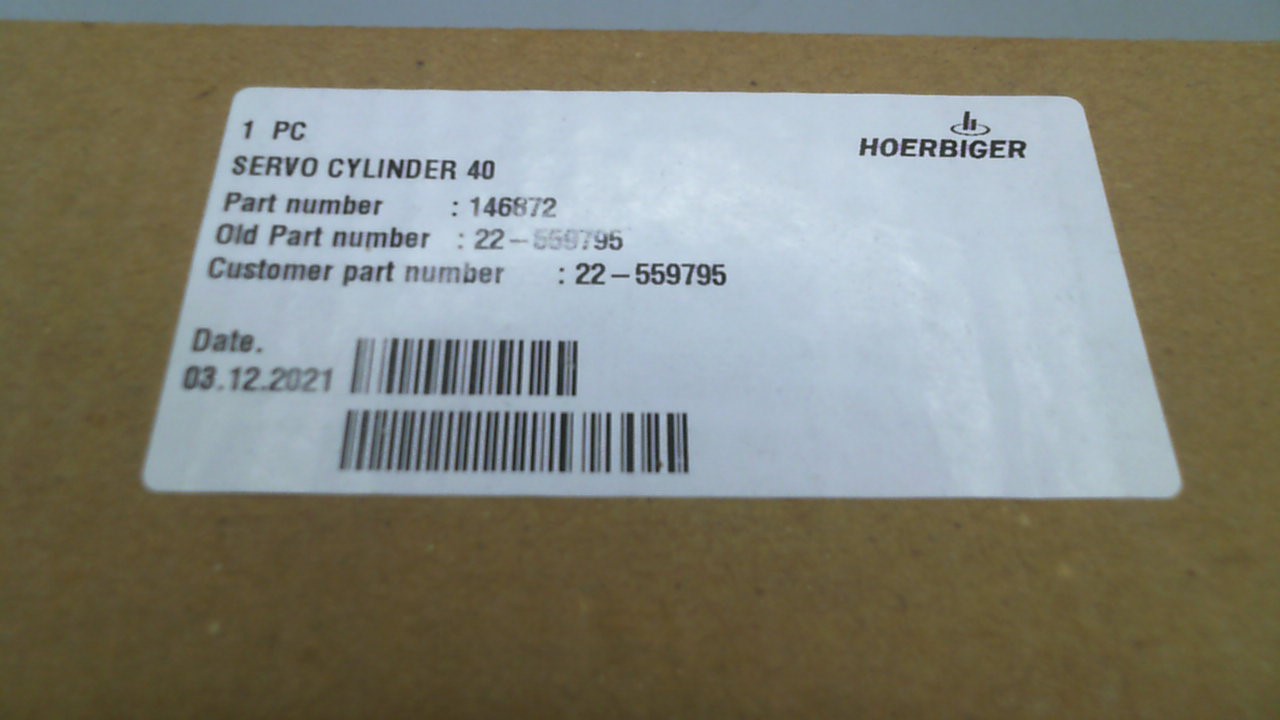 1 PC
HOERBIGER
SERVO CYLINDER 40
Part number : 146872
Old Part number : 22-559795
Customer part number : 22-559795
Date.
03.12.2021